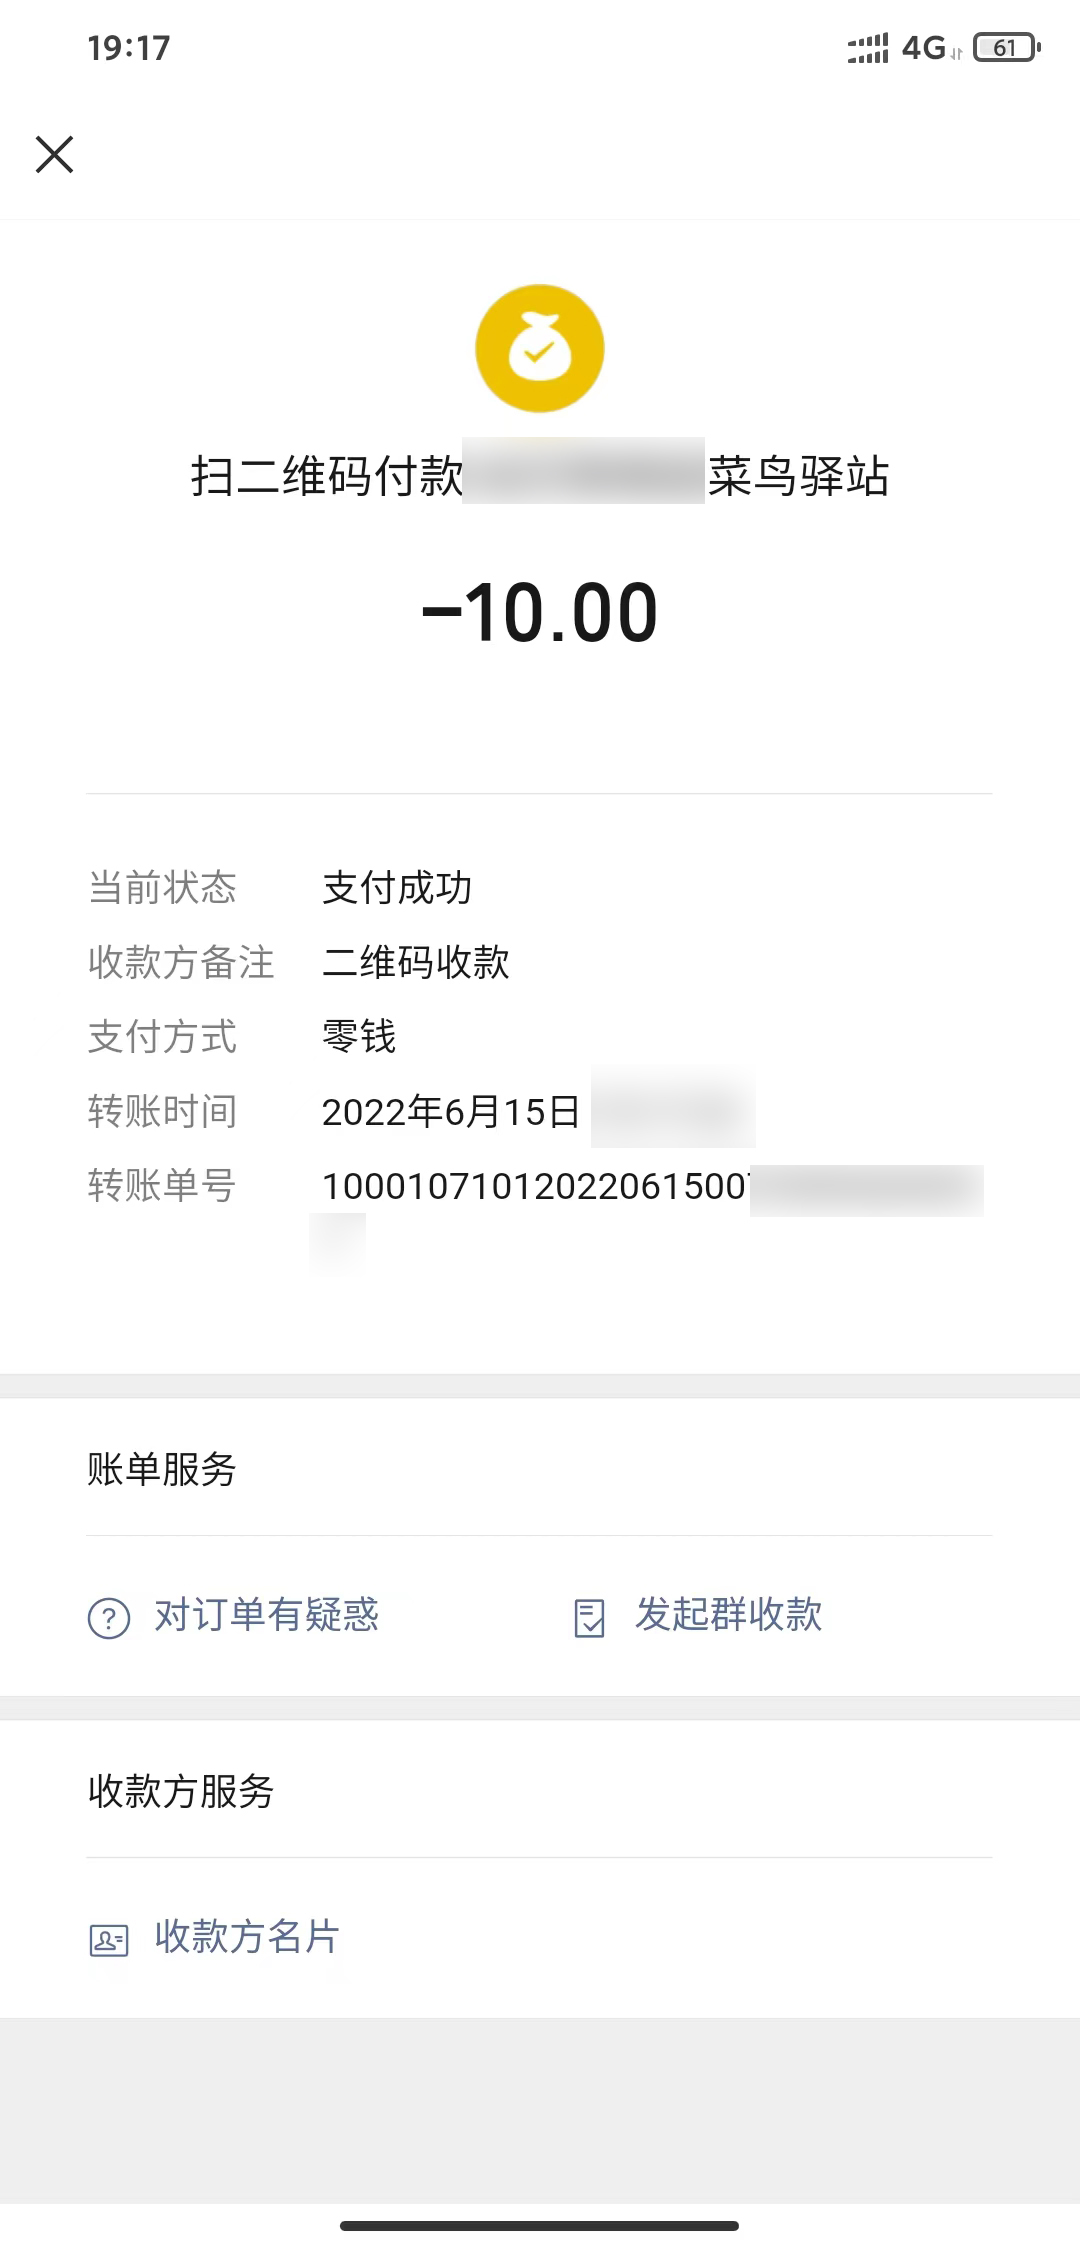 19:17
4G 61
扫二维码付款 菜鸟驿站
-10.00
当前状态 支付成功
收款方备注 二维码收款
支付方式 零钱
转账时间 2022年6月15日
转账单号 10001071012022061500
账单服务
对订单有疑惑 发起群收款
收款方服务
收款方名片